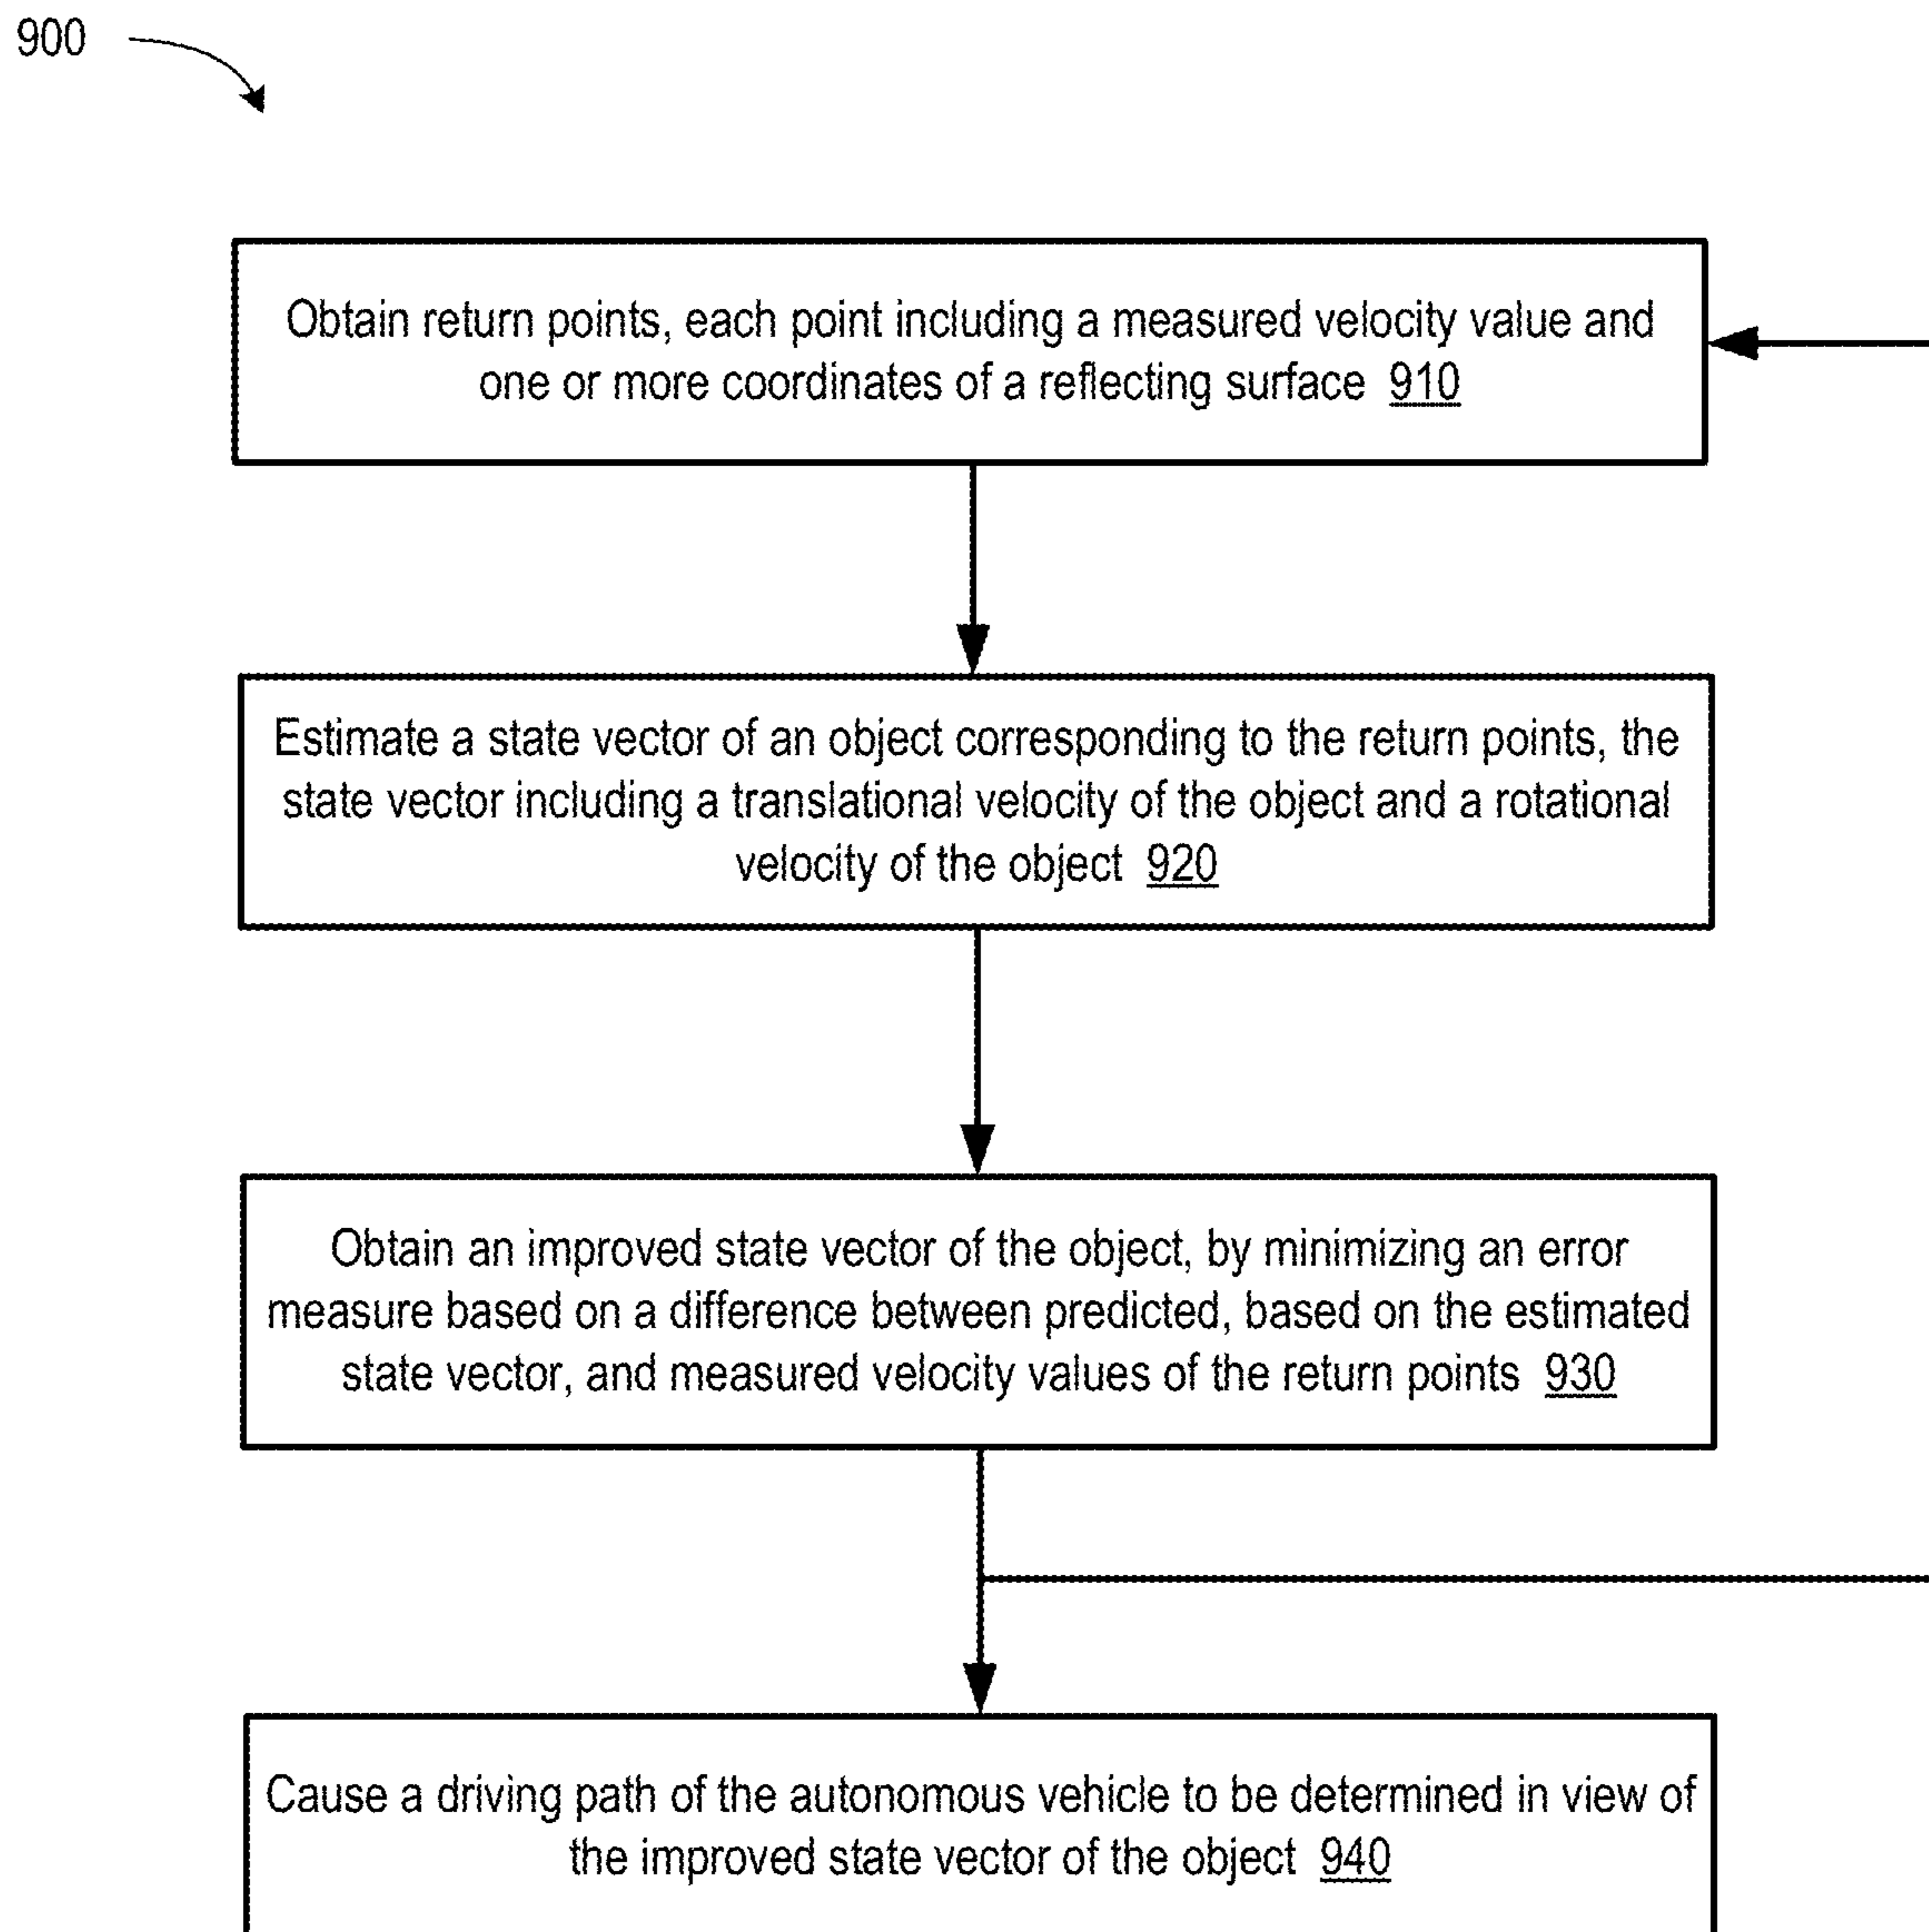 900
Obtain return points, each point including a measured velocity value and
one or more coordinates of a reflecting surface 910
Estimate a state vector of an object corresponding to the return points, the
state vector including a translational velocity of the object and a rotational
velocity of the object 920
Obtain an improved state vector of the object, by minimizing an error
measure based on a difference between predicted, based on the estimated
state vector, and measured velocity values of the return points 930
Cause a driving path of the autonomous vehicle to be determined in view of
the improved state vector of the object 940